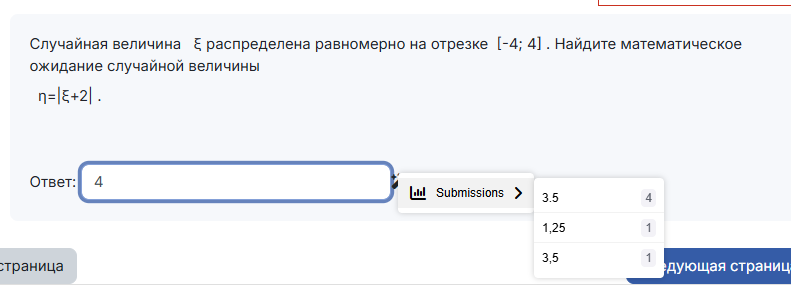 Случайная величина ξ распределена равномерно на отрезке [-4; 4] . Найдите математическое
ожидание случайной величины
η=|ξ+2| .
Ответ: 4
Submissions
3.5 4
1,25 1
3,5 1
страница
дующая страниц